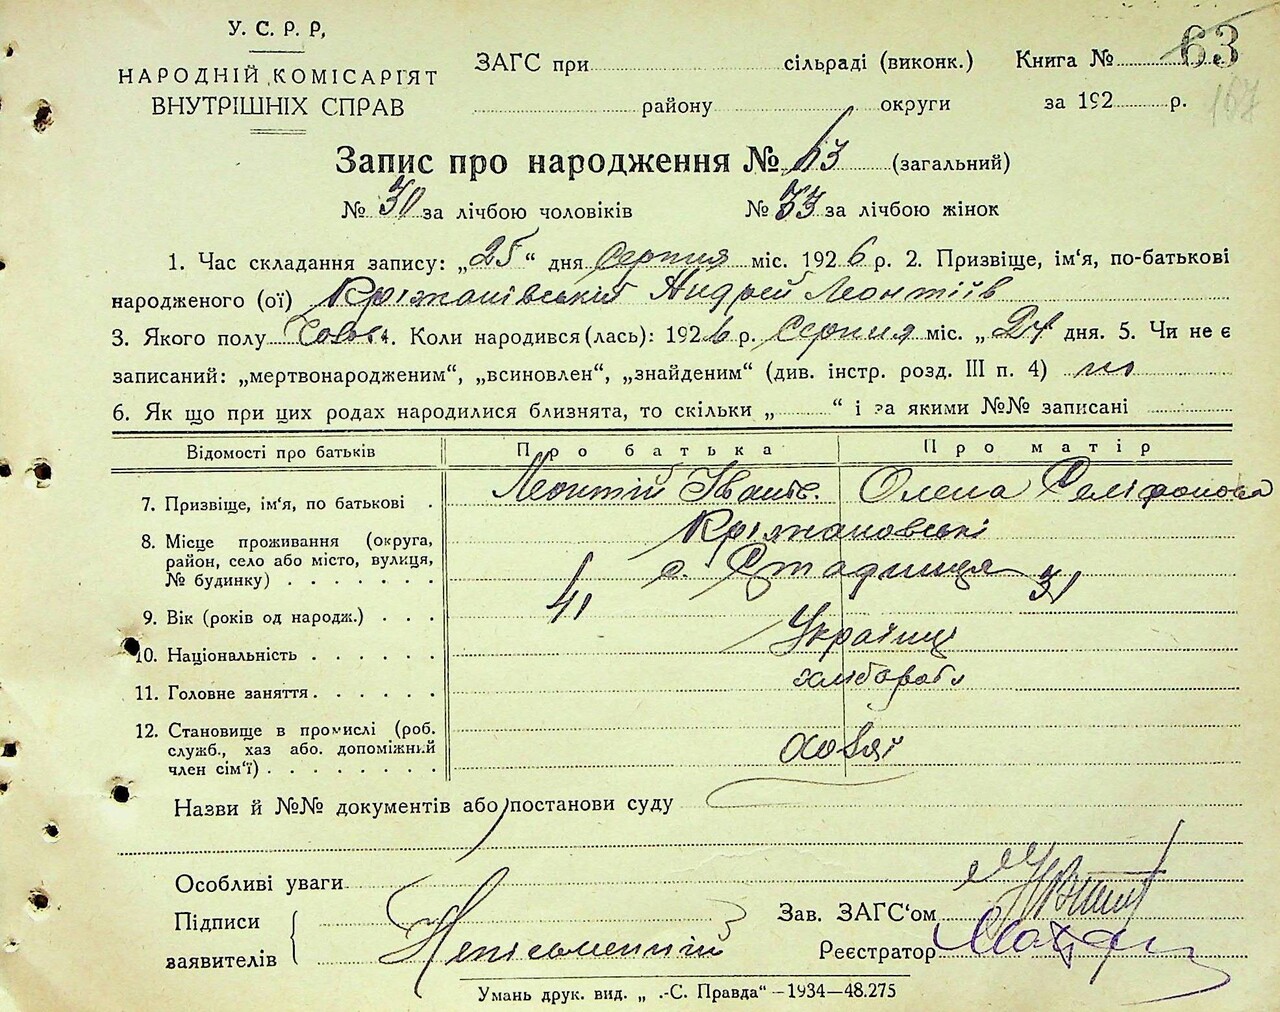 У. С. Р. Р.
НАРОДНІЙ КОМІСАРІЯТ
ВНУТРІШНІХ СПРАВ
ЗАГС при сільраді (виконк.) Книга № 63
району округи за 192 р. 167
Запис про народження № 63 (загальний)
№ 30 за лічбою чоловіків № 33 за лічбою жінок
1. Час складання запису: „25“ дня Серпня міс. 1926 р. 2. Призвіще, ім'я, по-батькові
народженого (ої) Кріжанівський Андрей Леонтіїв
3. Якого полу Чолов. Коли народився (лась): 1926 р. Серпня міс. „24 дня. 5. Чи не є
записаний: „мертвонародженим“, „всиновлен“, „знайденим“ (див. інстр. розд. III п. 4)
6. Як що при цих родах народилися близнята, то скільки „ “ і за якими №№ записані
Відомості про батьків Про батька Про матір
7. Призвіще, ім'я, по батькові . Леонтій Іванів. Олена Селіфонова
Кріжановські
8. Місце проживання (округа,
район, село або місто, вулиця,
№ будинку) . . . . . . . с. Стадниця
9. Вік (років од народж.) . . . 41 31
10. Національність . . . . . . Українці
11. Головне заняття . . . . . . хлібороби
12. Становище в промислі (роб.
служб., хаз або. допоміжний
член сім'ї) . . . . . . . . Хозяї
Назви й №№ документів або постанови суду
Особливі уваги
Підписи
заявителів Неписьменний
Зав. ЗАГС‘ом
Реєстратор
Умань друк. вид. „ .-С. Правда“ —1934—48.275